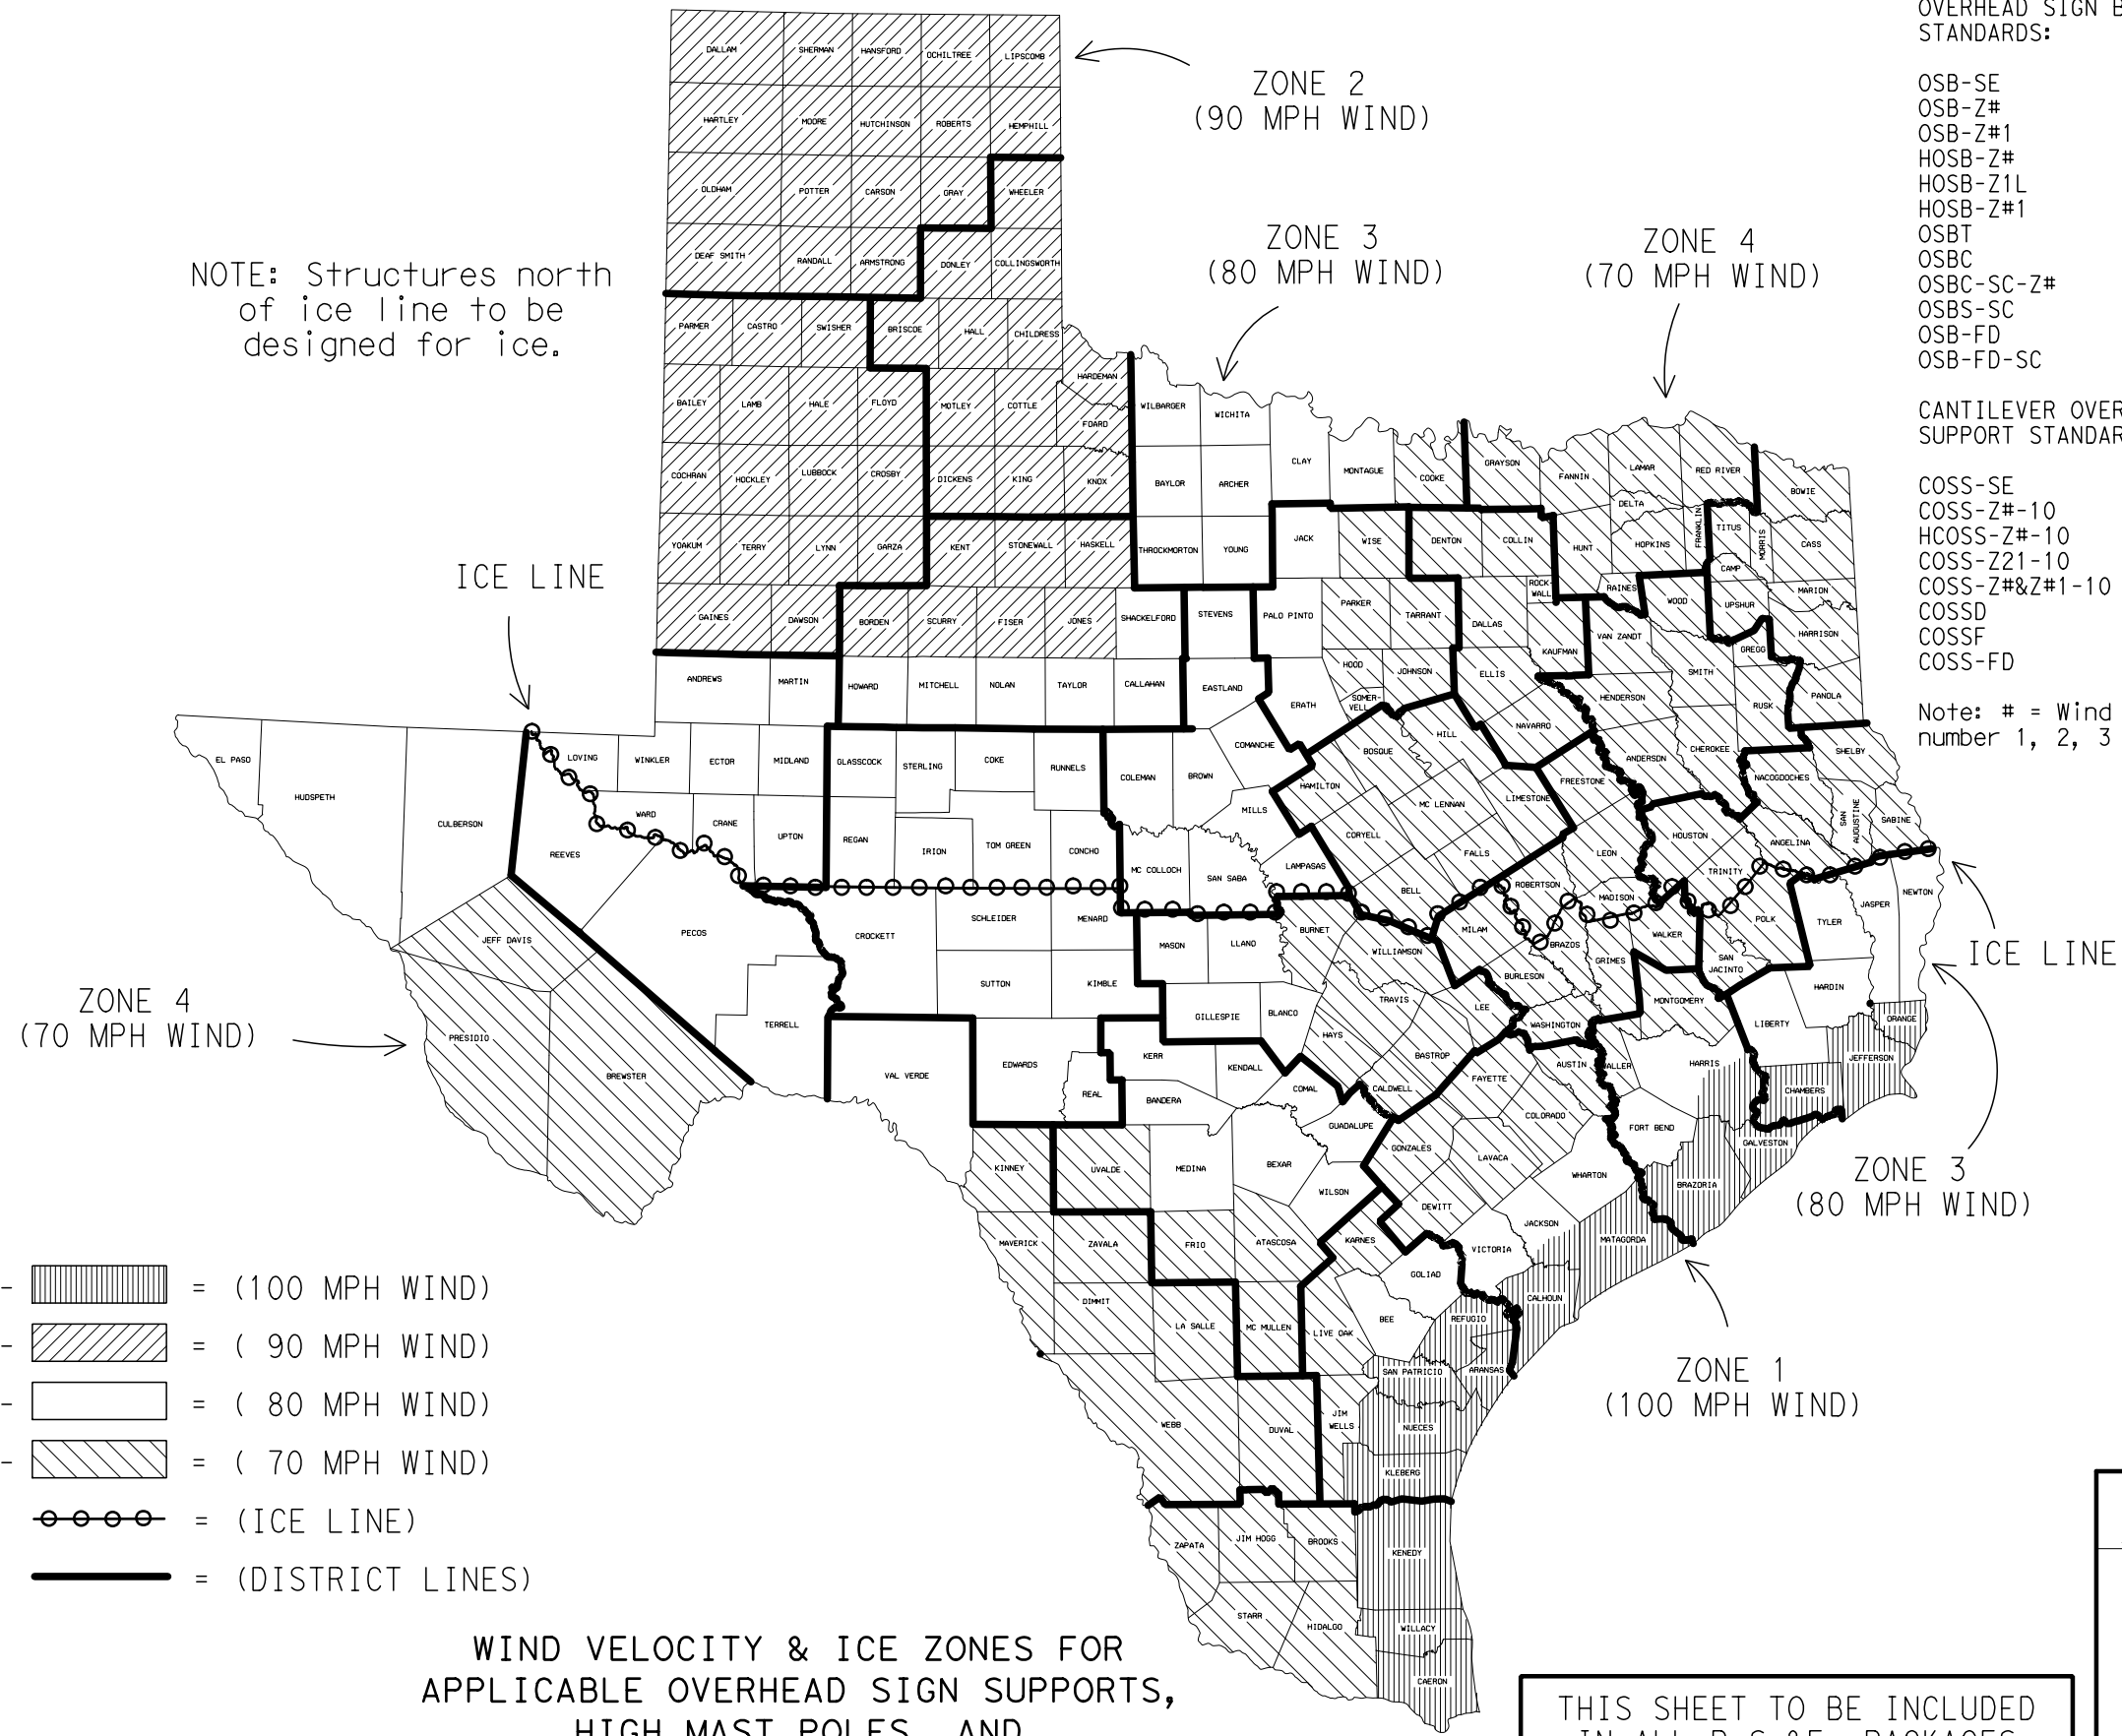 OVERHEAD SIGN B
STANDARDS:
OSB-SE
OSB-Z#
OSB-Z#1
HOSB-Z#
HOSB-Z1L
HOSB-Z#1
OSBT
OSBC
OSBC-SC-Z#
OSBS-SC
OSB-FD
OSB-FD-SC
CANTILEVER OVER
SUPPORT STANDAR
COSS-SE
COSS-Z#-10
HCOSS-Z#-10
COSS-Z21-10
COSS-Z#&Z#1-10
COSSD
COSSF
COSS-FD
Note: # = Wind
number 1, 2, 3
ZONE 2
(90 MPH WIND)
ZONE 3
(80 MPH WIND)
ZONE 4
(70 MPH WIND)
NOTE: Structures north
of ice line to be
designed for ice.
ICE LINE
DALLAM SHERMAN HANSFORD OCHILTREE LIPSCOMB
HARTLEY MOORE HUTCHINSON ROBERTS HEMPHILL
OLDHAM POTTER CARSON GRAY WHEELER
DEAF SMITH RANDALL ARMSTRONG DONLEY COLLINGSWORTH
PARMER CASTRO SWISHER BRISCOE HALL CHILDRESS
HARDEMAN
BAILEY LAMB HALE FLOYD MOTLEY COTTLE
FOARD WILBARGER WICHITA
COCHRAN HOCKLEY LUBBOCK CROSBY DICKENS KING KNOX BAYLOR ARCHER CLAY MONTAGUE COOKE GRAYSON FANNIN LAMAR RED RIVER BOWIE
DELTA FRANKLIN TITUS MORRIS CASS
YOAKUM TERRY LYNN GARZA KENT STONEWALL HASKELL THROCKMORTON YOUNG JACK WISE DENTON COLLIN HUNT HOPKINS
CAMP
ROCK-
WALL
RAINES WOOD UPSHUR MARION
GAINES DAWSON BORDEN SCURRY FISER JONES SHACKELFORD STEVENS PALO PINTO PARKER TARRANT DALLAS KAUFMAN VAN ZANDT GREGG HARRISON
ANDREWS MARTIN HOWARD MITCHELL NOLAN TAYLOR CALLAHAN EASTLAND ERATH HOOD
SOMER-
VELL
JOHNSON ELLIS HENDERSON SMITH RUSK PANOLA
EL PASO HUDSPETH CULBERSON REEVES LOVING WINKLER ECTOR MIDLAND GLASSCOCK STERLING COKE RUNNELS COLEMAN BROWN COMANCHE BOSQUE HILL NAVARRO ANDERSON CHEROKEE SHELBY
WARD CRANE UPTON REGAN IRION TOM GREEN CONCHO MILLS HAMILTON MC LENNAN LIMESTONE FREESTONE NACOGDOCHES
SAN
AUGUSTINE
SABINE
MC COLLOCH SAN SABA LAMPASAS CORYELL FALLS LEON HOUSTON ANGELINA
TRINITY NEWTON
JEFF DAVIS PECOS CROCKETT SCHLEIDER MENARD MASON LLANO BURNET BELL MILAM ROBERTSON MADISON WALKER POLK TYLER JASPER
WILLIAMSON BRAZOS GRIMES
SAN
JACINTO
ICE LINE
SUTTON KIMBLE GILLESPIE BLANCO TRAVIS BURLESON LEE WASHINGTON MONTGOMERY HARDIN
ZONE 4
(70 MPH WIND)
PRESIDIO BREWSTER TERRELL VAL VERDE EDWARDS REAL KERR BANDERA KENDALL COMAL HAYS CALDWELL BASTROP FAYETTE AUSTIN HARRIS LIBERTY ORANGE
CHAMBERS JEFFERSON
GUADALUPE COLORADO FORT BEND GALVESTON
KINNEY UVALDE MEDINA BEXAR GONZALES LAVACA WHARTON BRAZORIA
WILSON DEWITT JACKSON MATAGORDA
ZONE 3
(80 MPH WIND)
MAVERICK ZAVALA FRIO ATASCOSA KARNES VICTORIA
GOLIAD CALHOUN
DIMMIT LA SALLE MC MULLEN LIVE OAK BEE REFUGIO
ZONE 1
(100 MPH WIND)
SAN PATRICIO ARANSAS
WEBB DUVAL
JIM
WELLS
NUECES
KLEBERG
ZAPATA JIM HOGG BROOKS KENEDY
STARR HIDALGO WILLACY
CAERON
- = (100 MPH WIND)
- = ( 90 MPH WIND)
- = ( 80 MPH WIND)
- = ( 70 MPH WIND)
= (ICE LINE)
= (DISTRICT LINES)
WIND VELOCITY & ICE ZONES FOR
APPLICABLE OVERHEAD SIGN SUPPORTS,
HIGH MAST POLES, AND
THIS SHEET TO BE INCLUDED